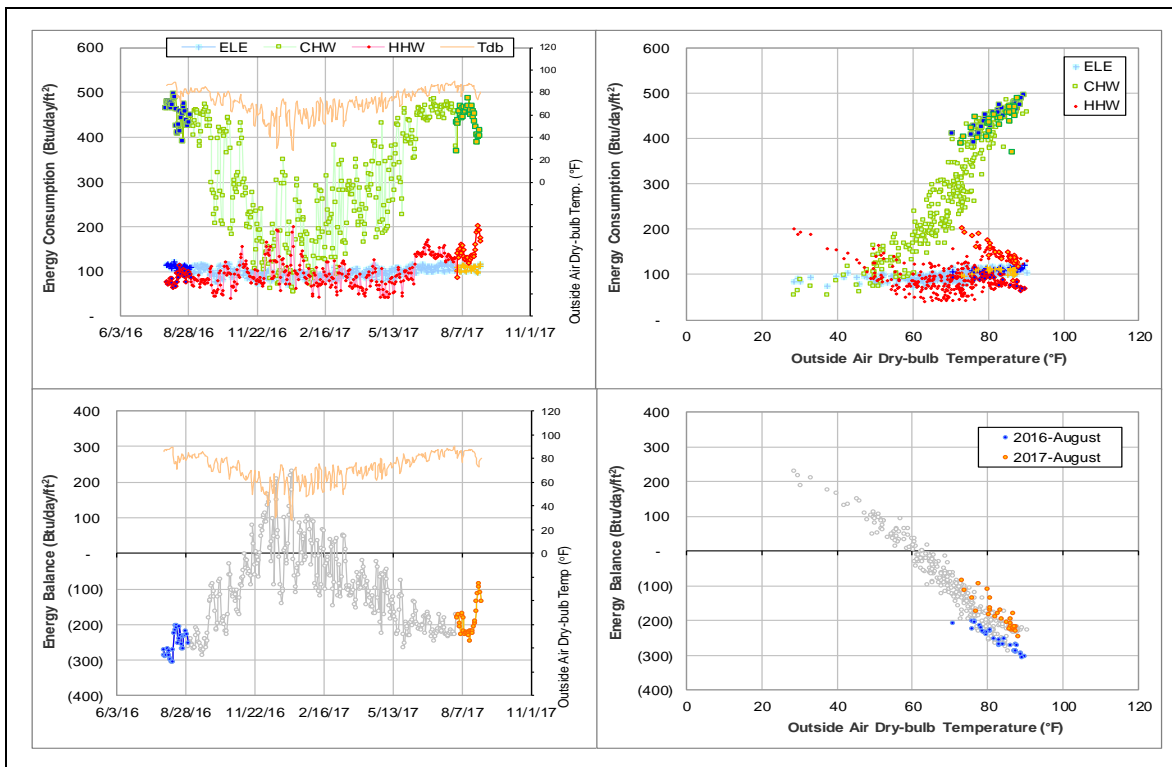 ELE CHW HHW Tdb
Energy Consumption (Btu/day/ft²)
600
500
400
300
200
100
-
120
100
80
60
40
20
0
Outside Air Dry-bulb Temp. (°F)
6/3/16 8/28/16 11/22/16 2/16/17 5/13/17 8/7/17 11/1/17
ELE
CHW
HHW
Energy Consumption (Btu/day/ft²)
600
500
400
300
200
100
-
0 20 40 60 80 100 120
Outside Air Dry-bulb Temperature (°F)
Energy Balance (Btu/day/ft²)
400
300
200
100
-
(100)
(200)
(300)
(400)
120
100
80
60
40
20
0
Outside Air Dry-bulb Temp (°F)
6/3/16 8/28/16 11/22/16 2/16/17 5/13/17 8/7/17 11/1/17
2016-August
2017-August
Energy Balance (Btu/day/ft²)
400
300
200
100
-
(100)
(200)
(300)
(400)
0 20 40 60 80 100 120
Outside Air Dry-bulb Temperature (°F)